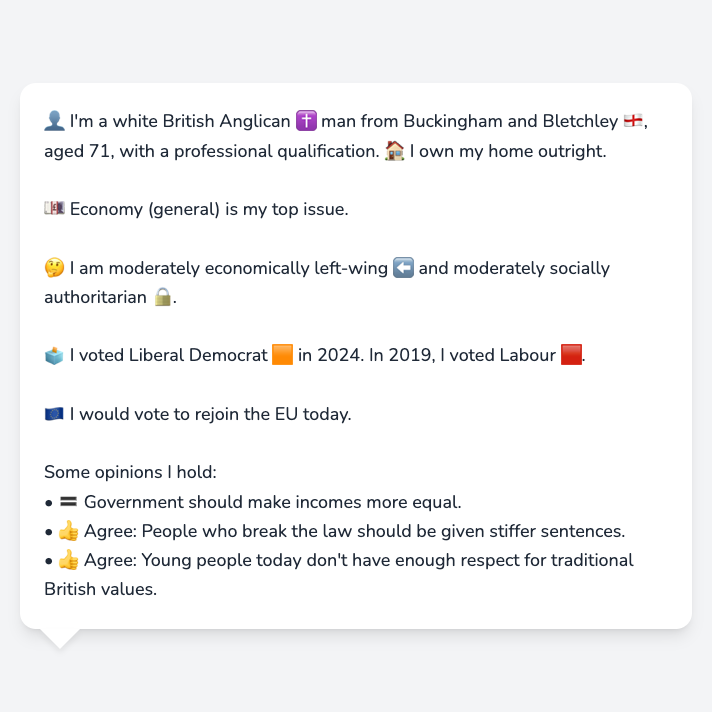 👤 I'm a white British Anglican ✝️ man from Buckingham and Bletchley 🏴󠁧󠁢󠁥󠁮󠁧󠁿,
aged 71, with a professional qualification. 🏠 I own my home outright.
💷 Economy (general) is my top issue.
🤔 I am moderately economically left-wing ⬅️ and moderately socially
authoritarian 🔒.
🗳️ I voted Liberal Democrat 🟧 in 2024. In 2019, I voted Labour 🟥.
🇪🇺 I would vote to rejoin the EU today.
Some opinions I hold:
• 🟰 Government should make incomes more equal.
• 👍 Agree: People who break the law should be given stiffer sentences.
• 👍 Agree: Young people today don't have enough respect for traditional
British values.